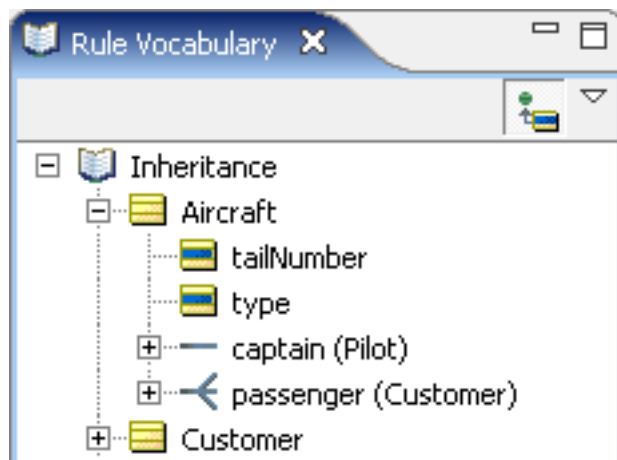 Rule Vocabulary
Inheritance
Aircraft
tailNumber
type
captain (Pilot)
passenger (Customer)
Customer